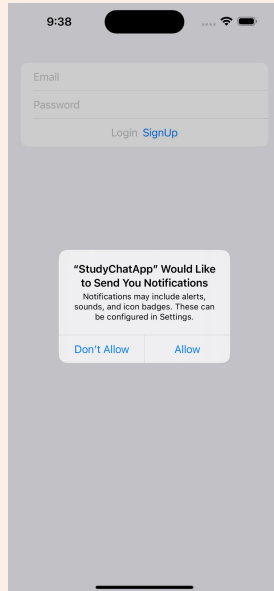 9:38
Email
Password
Login SignUp
“StudyChatApp” Would Like
to Send You Notifications
Notifications may include alerts,
sounds, and icon badges. These can
be configured in Settings.
Don’t Allow Allow